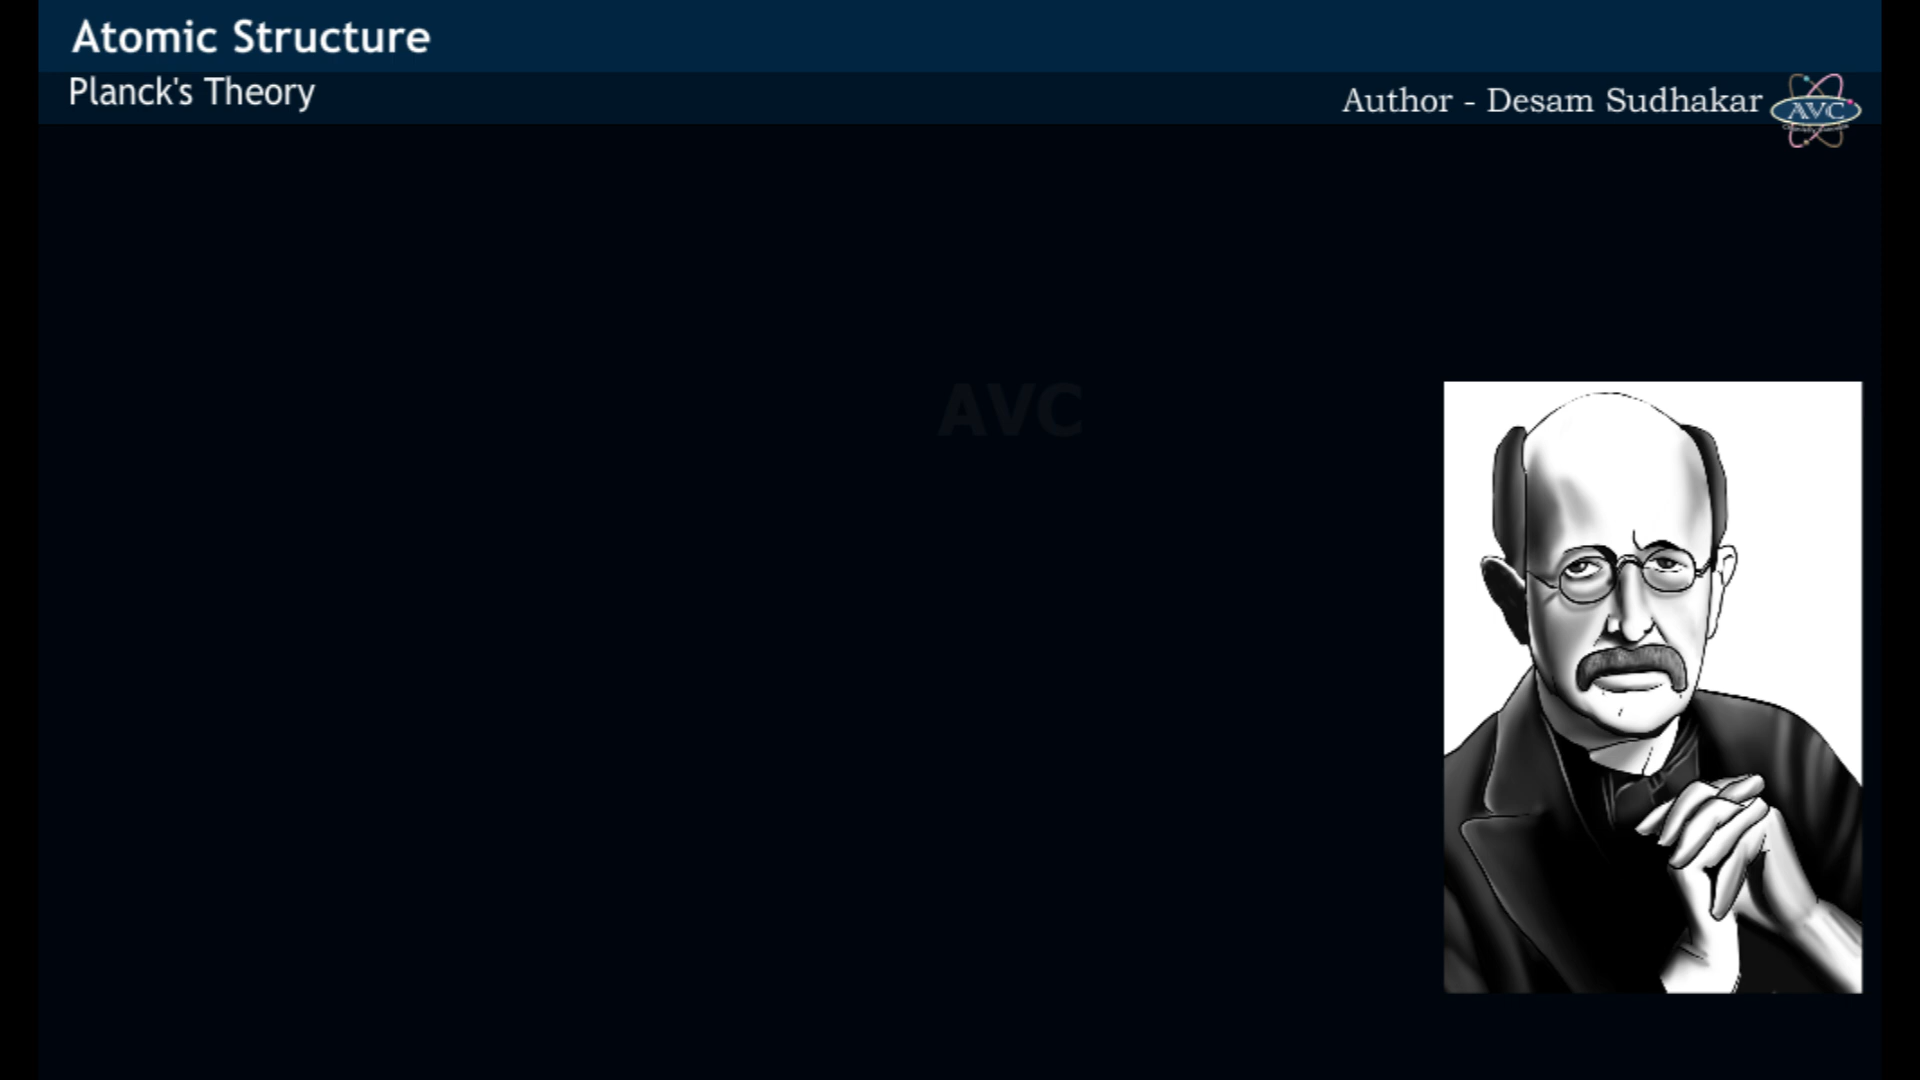 Atomic Structure
Planck's Theory
Author - Desam Sudhakar
AVC
AVC